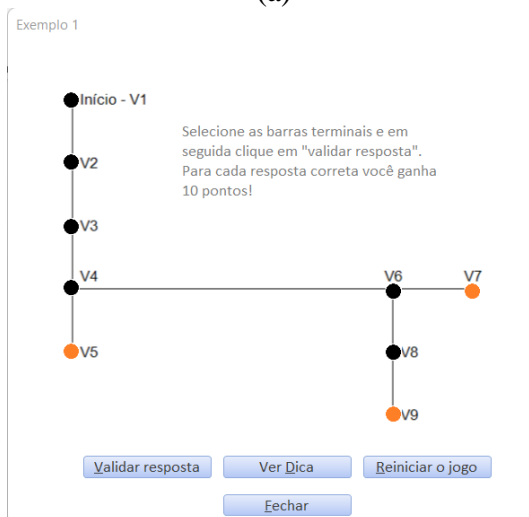 (a)
Exemplo 1
Início - V1
Selecione as barras terminais e em
seguida clique em "validar resposta".
Para cada resposta correta você ganha
10 pontos!
V2
V3
V4
V6
V7
V5
V8
V9
Validar resposta
Ver Dica
Reiniciar o jogo
Fechar